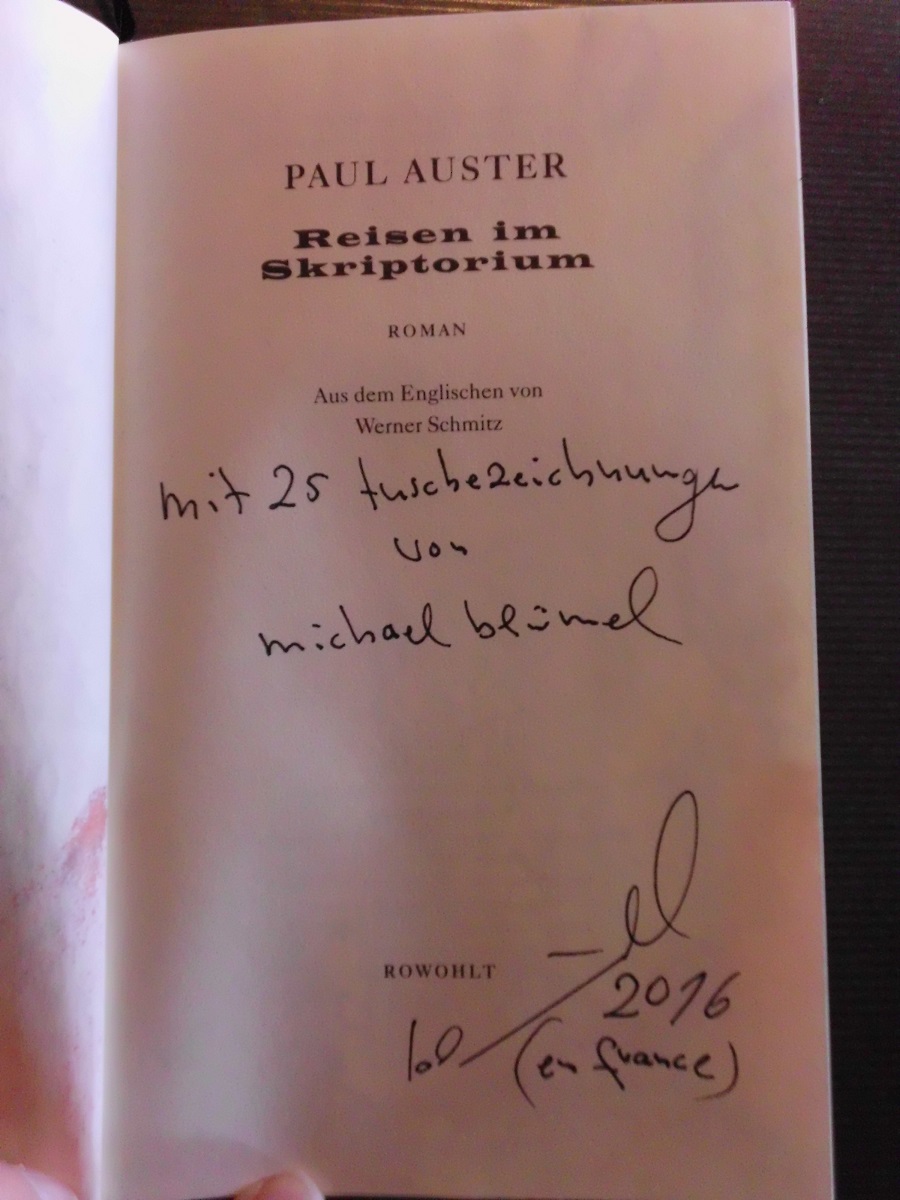 PAUL AUSTER
Reisen im
Skriptorium
ROMAN
Aus dem Englischen von
Werner Schmitz
mit 25 tuschezeichnungen
von
michael blümel
ROWOHLT
2016
(en france)